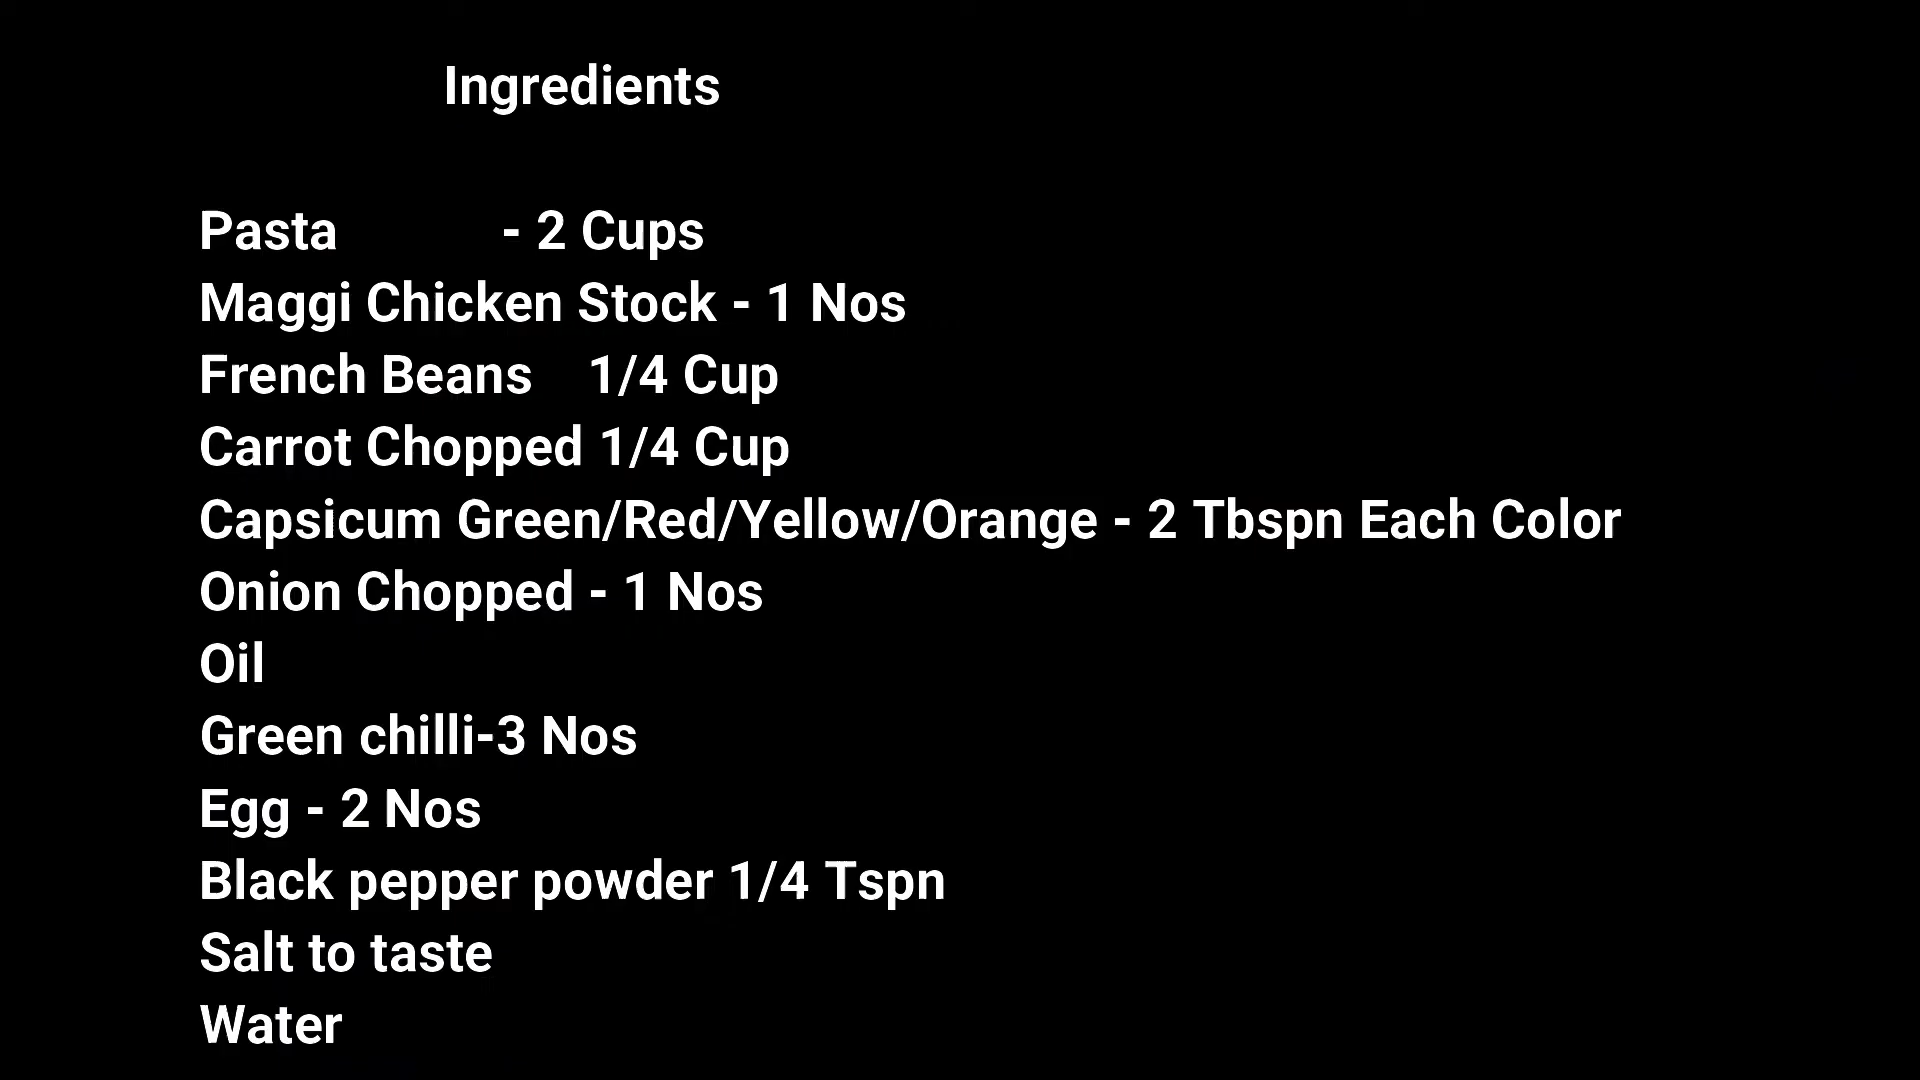 Ingredients
Pasta - 2 Cups
Maggi Chicken Stock - 1 Nos
French Beans 1/4 Cup
Carrot Chopped 1/4 Cup
Capsicum Green/Red/Yellow/Orange - 2 Tbspn Each Color
Onion Chopped - 1 Nos
Oil
Green chilli-3 Nos
Egg - 2 Nos
Black pepper powder 1/4 Tspn
Salt to taste
Water